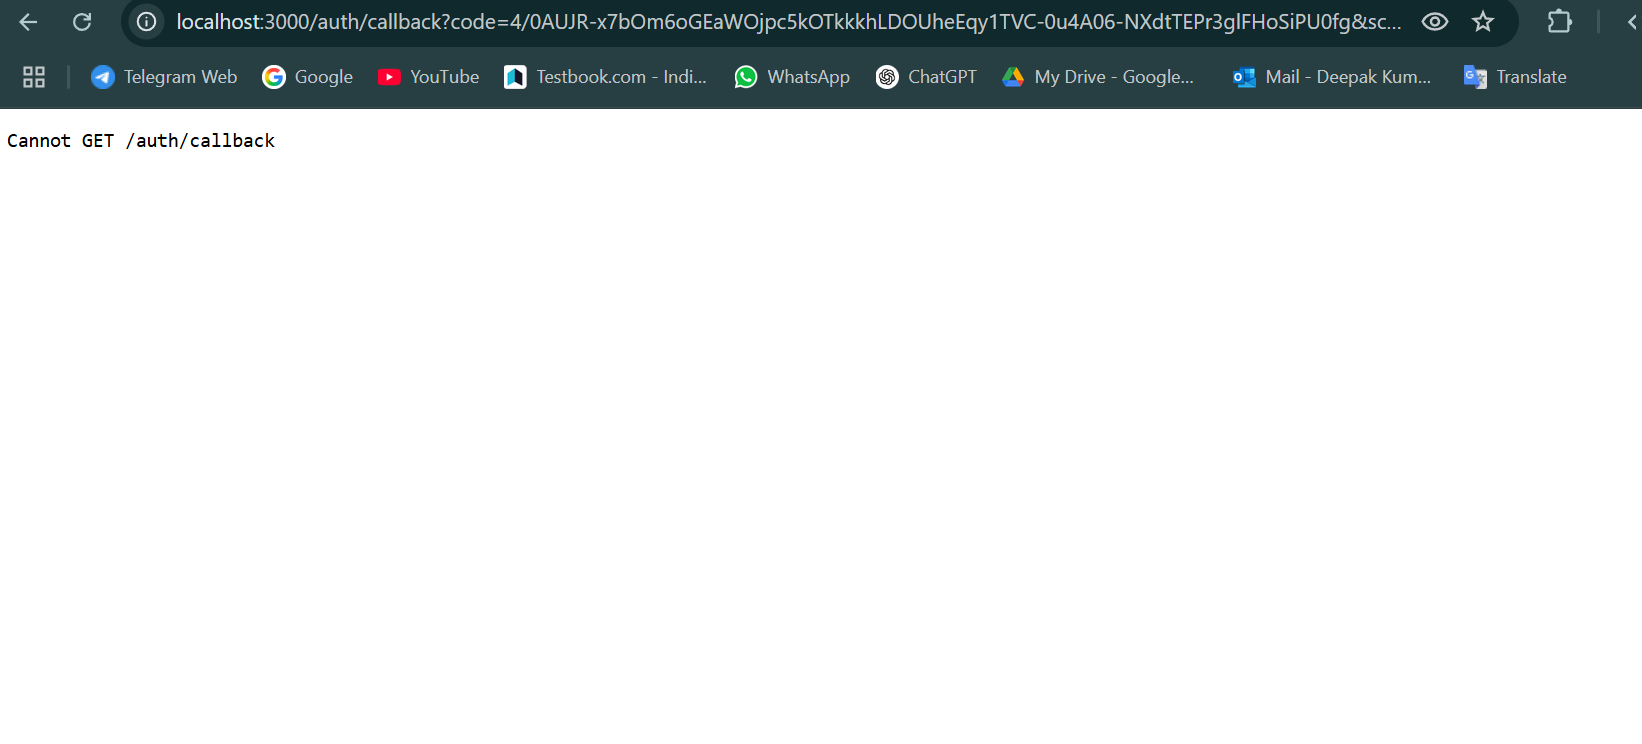 localhost:3000/auth/callback?code=4/0AUJR-x7bOm6oGEaWOjpc5kOTkkkhLDOUheEqy1TVC-0u4A06-NXdtTEPr3glFHoSiPU0fg&sc...
Telegram Web Google YouTube Testbook.com - Indi... WhatsApp ChatGPT My Drive - Google... Mail - Deepak Kum... Translate
Cannot GET /auth/callback